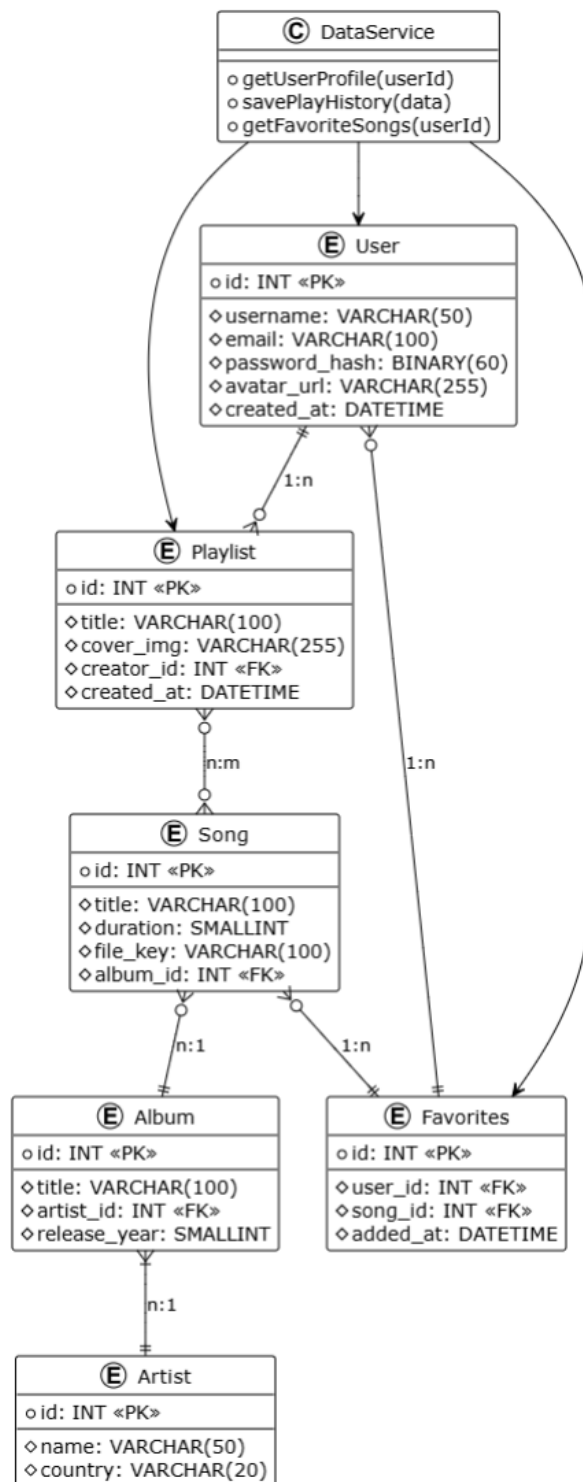 C DataService
getUserProfile(userId)
savePlayHistory(data)
getFavoriteSongs(userId)
E User
id: INT «PK»
username: VARCHAR(50)
email: VARCHAR(100)
password_hash: BINARY(60)
avatar_url: VARCHAR(255)
created_at: DATETIME
1:n
E Playlist
id: INT «PK»
title: VARCHAR(100)
cover_img: VARCHAR(255)
creator_id: INT «FK»
created_at: DATETIME
n:m
1:n
E Song
id: INT «PK»
title: VARCHAR(100)
duration: SMALLINT
file_key: VARCHAR(100)
album_id: INT «FK»
n:1
1:n
E Album
id: INT «PK»
title: VARCHAR(100)
artist_id: INT «FK»
release_year: SMALLINT
E Favorites
id: INT «PK»
user_id: INT «FK»
song_id: INT «FK»
added_at: DATETIME
n:1
E Artist
id: INT «PK»
name: VARCHAR(50)
country: VARCHAR(20)